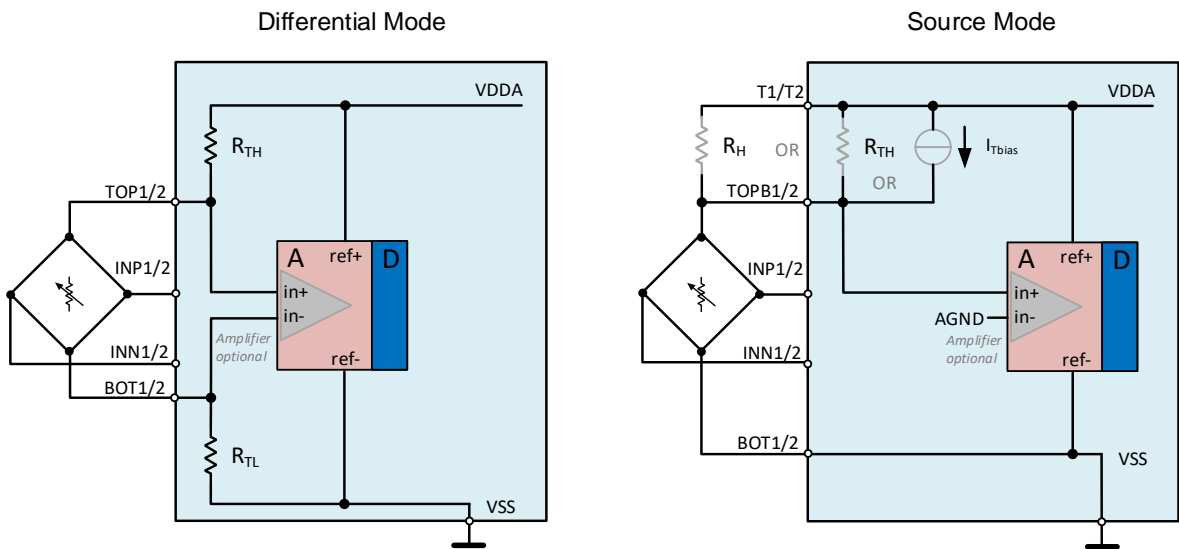 Differential Mode
VDDA
R_TH
TOP1/2
A
D
ref+
INP1/2
in+
in-
Amplifier
optional
INN1/2
ref-
BOT1/2
R_TL
VSS
Source Mode
T1/T2
VDDA
R_H
OR
R_TH
I_Tbias
OR
TOPB1/2
A
D
ref+
INP1/2
in+
AGND
in-
Amplifier
optional
INN1/2
ref-
BOT1/2
VSS